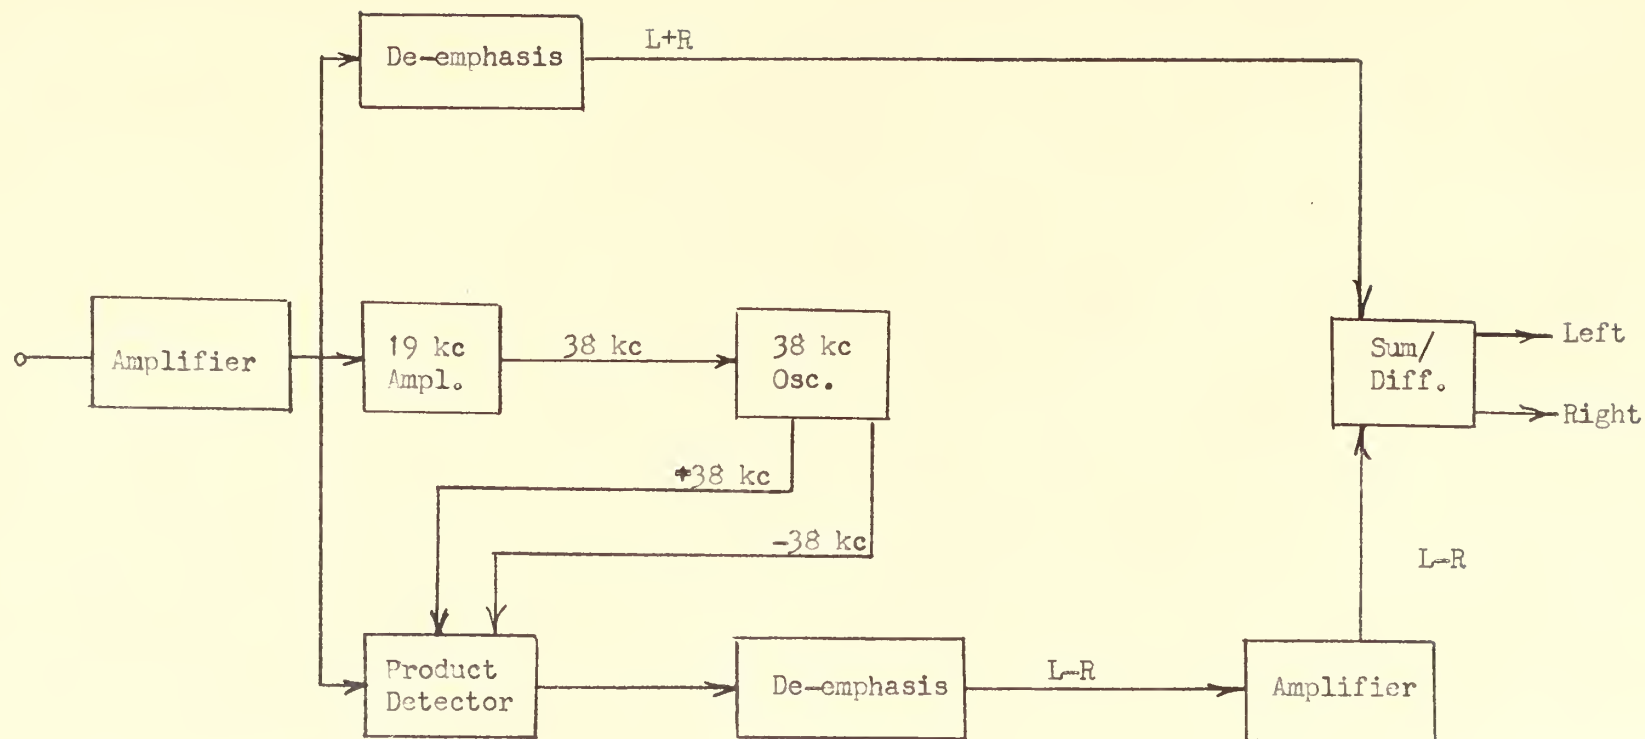 De-emphasis
L+R
Amplifier
19 kc
Ampl.
38 kc
38 kc
Osc.
Sum/
Diff.
Left
Right
+38 kc
-38 kc
L-R
Product
Detector
De-emphasis
L-R
Amplifier